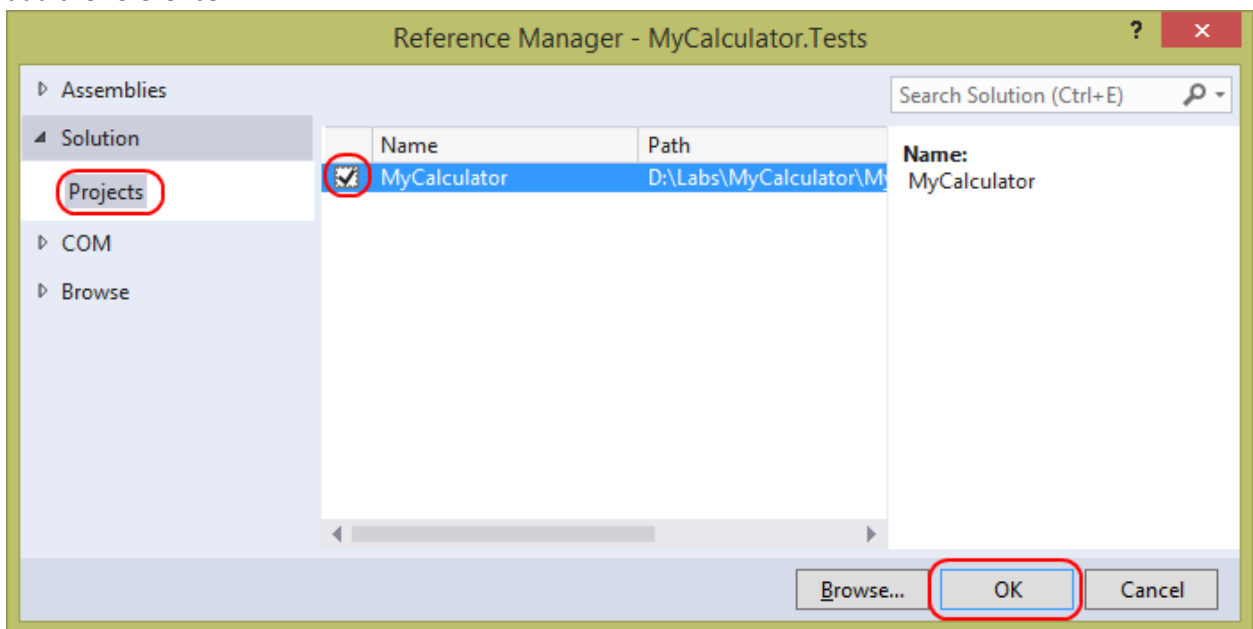 Reference Manager - MyCalculator.Tests
?
Assemblies
Search Solution (Ctrl+E)
Solution
Name
Path
Name:
MyCalculator
D:\Labs\MyCalculator\My
MyCalculator
Projects
COM
Browse
Browse...
OK
Cancel